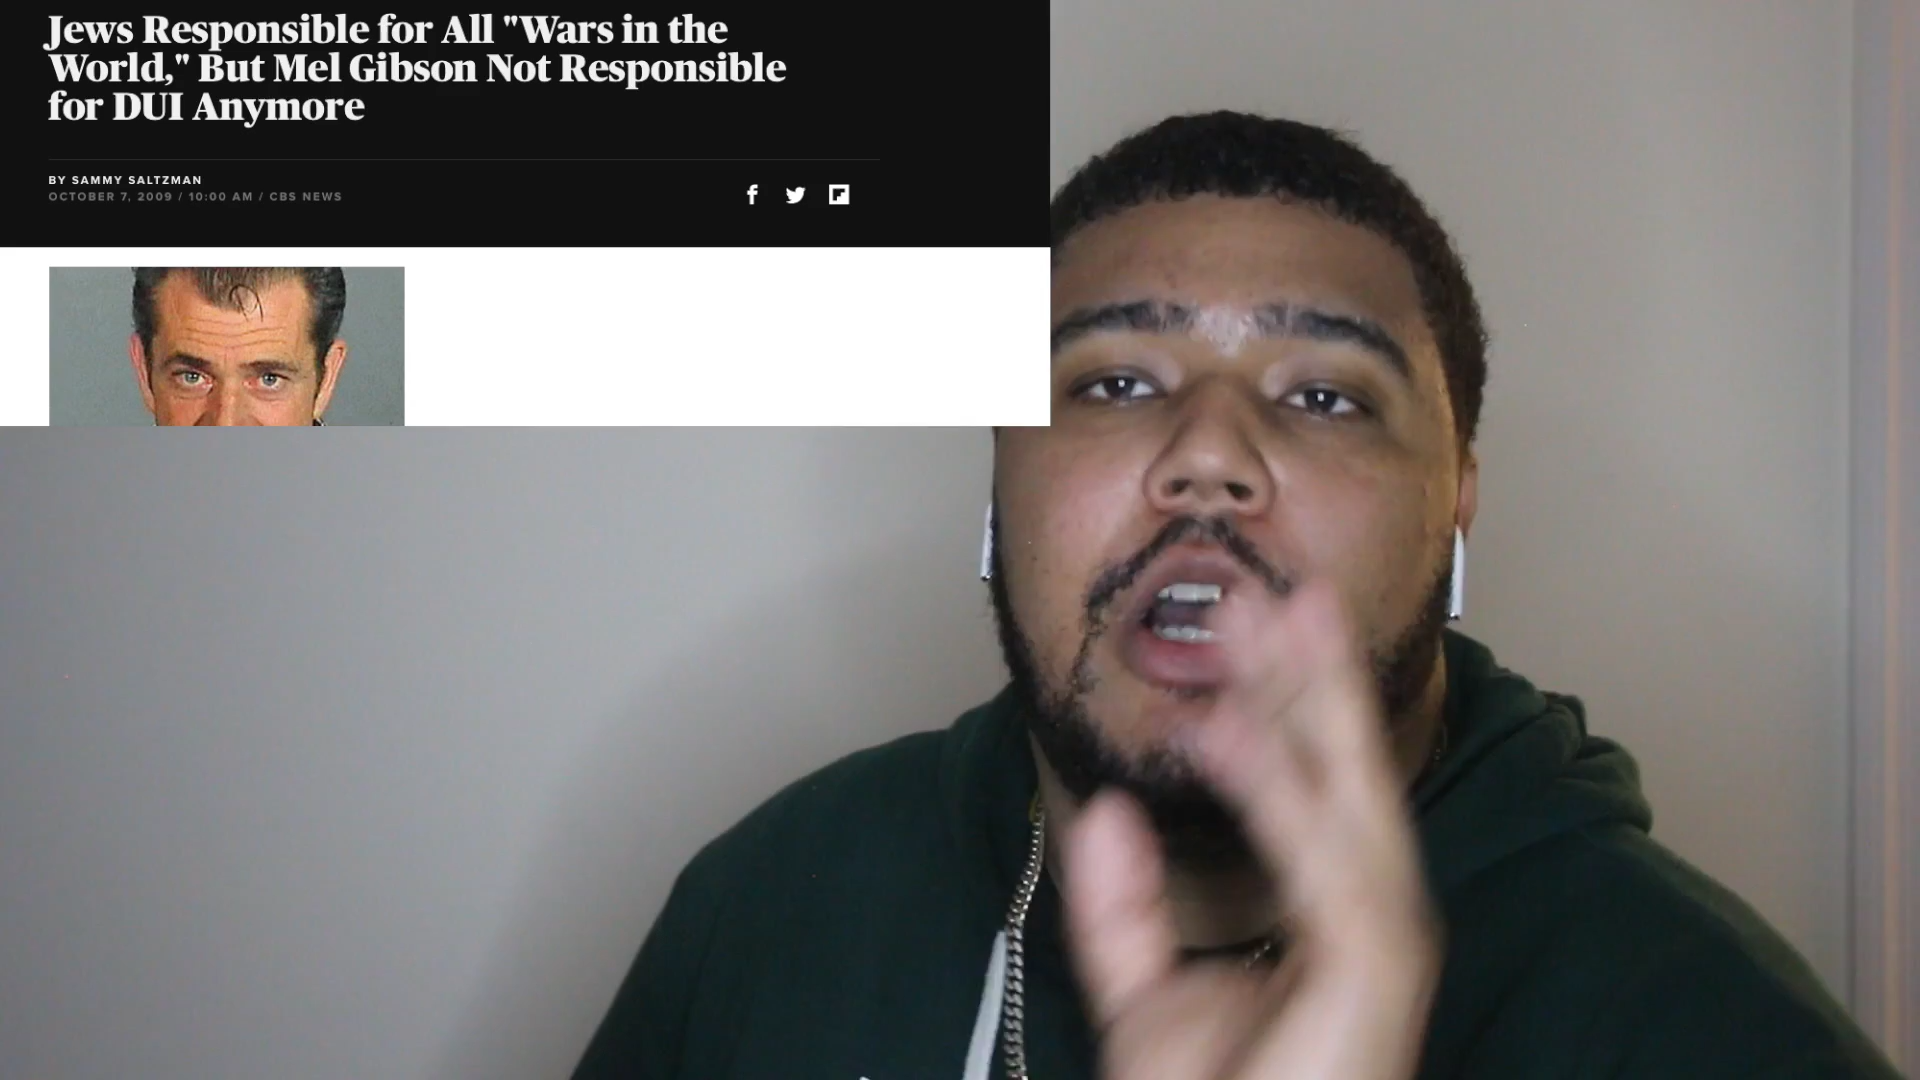 Jews Responsible for All "Wars in the
World," But Mel Gibson Not Responsible
for DUI Anymore
BY SAMMY SALTZMAN
OCTOBER 7, 2009 / 10:00 AM / CBS NEWS